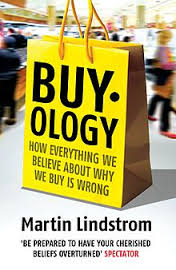 BUY•
OLOGY
HOW EVERYTHING WE
BELIEVE ABOUT WHY
WE BUY IS WRONG
Martin Lindstrom
'BE PREPARED TO HAVE YOUR CHERISHED
BELIEFS OVERTURNED' SPECTATOR